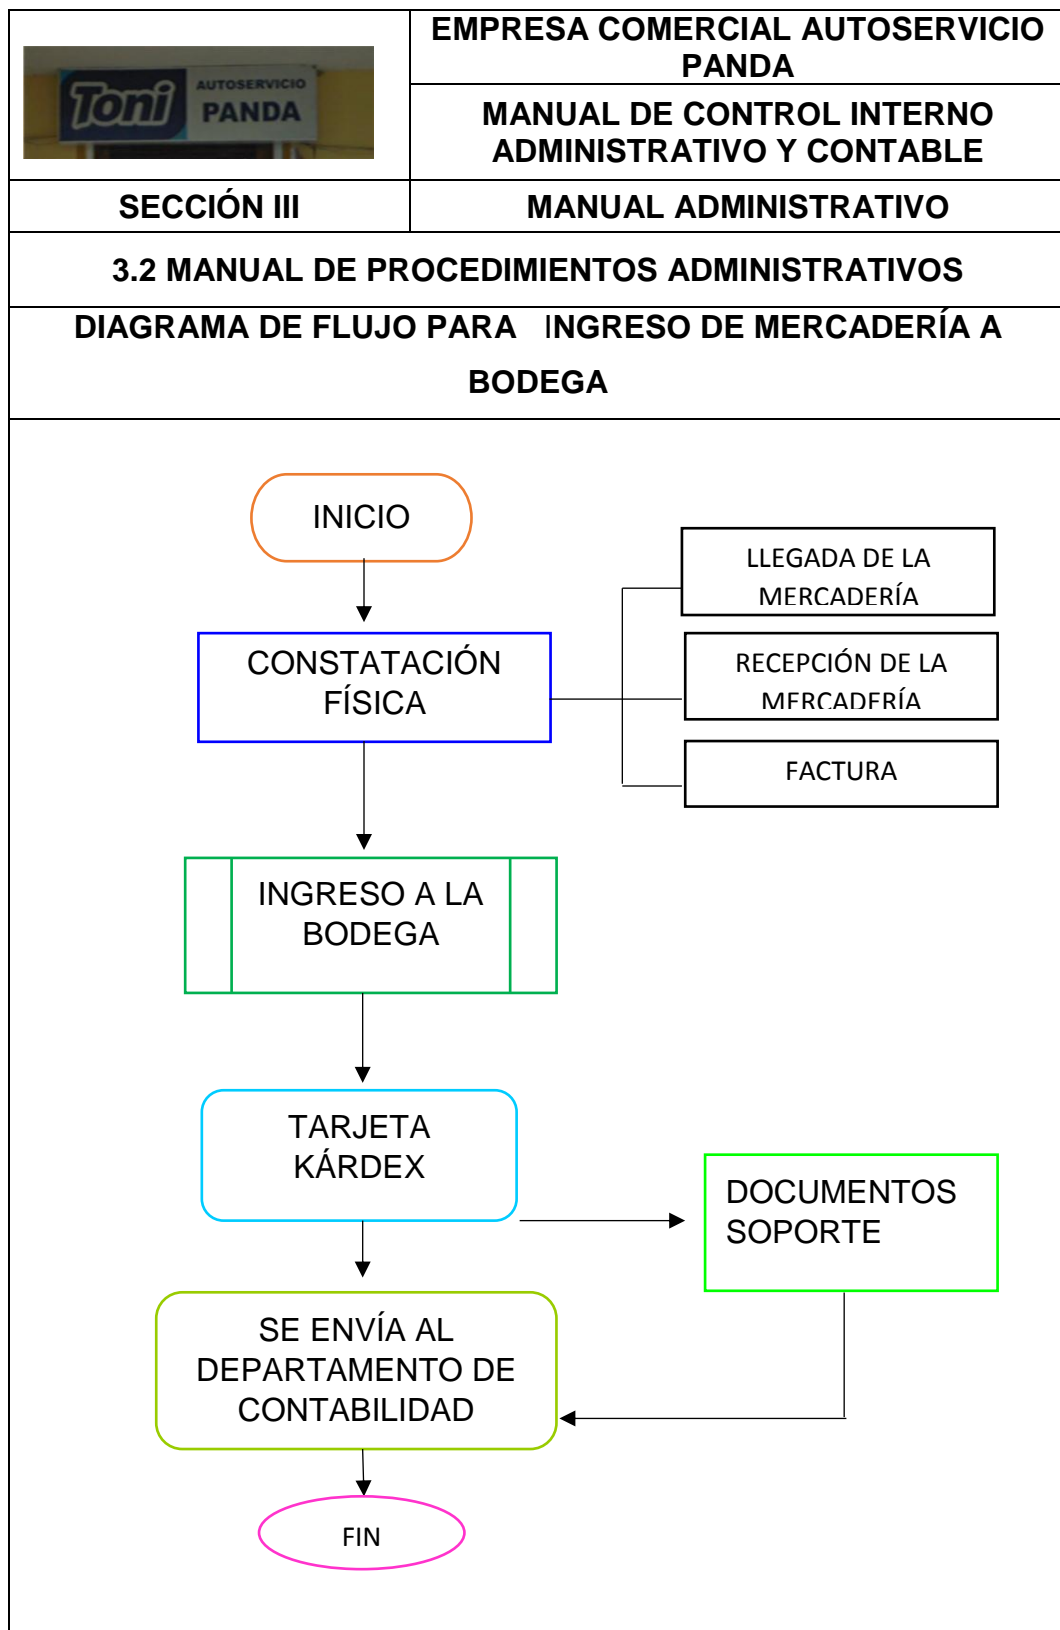 Toni
AUTOSERVICIO
PANDA
EMPRESA COMERCIAL AUTOSERVICIO
PANDA
MANUAL DE CONTROL INTERNO
ADMINISTRATIVO Y CONTABLE
SECCIÓN III
MANUAL ADMINISTRATIVO
3.2 MANUAL DE PROCEDIMIENTOS ADMINISTRATIVOS
DIAGRAMA DE FLUJO PARA INGRESO DE MERCADERÍA A
BODEGA
INICIO
LLEGADA DE LA
MERCADERÍA
CONSTATACIÓN
FÍSICA
RECEPCIÓN DE LA
MERCADERÍA
FACTURA
INGRESO A LA
BODEGA
TARJETA
KÁRDEX
DOCUMENTOS
SOPORTE
SE ENVÍA AL
DEPARTAMENTO DE
CONTABILIDAD
FIN